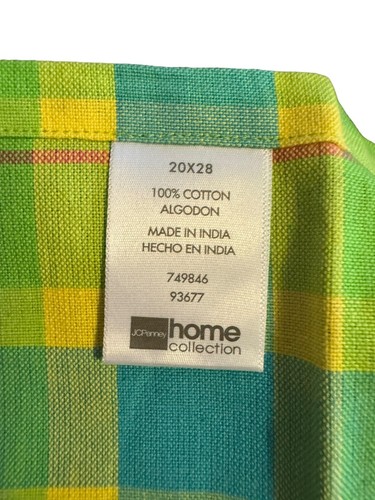 20X28
100% COTTON
ALGODON
MADE IN INDIA
HECHO EN INDIA
749846
93677
JCPenney home
collection